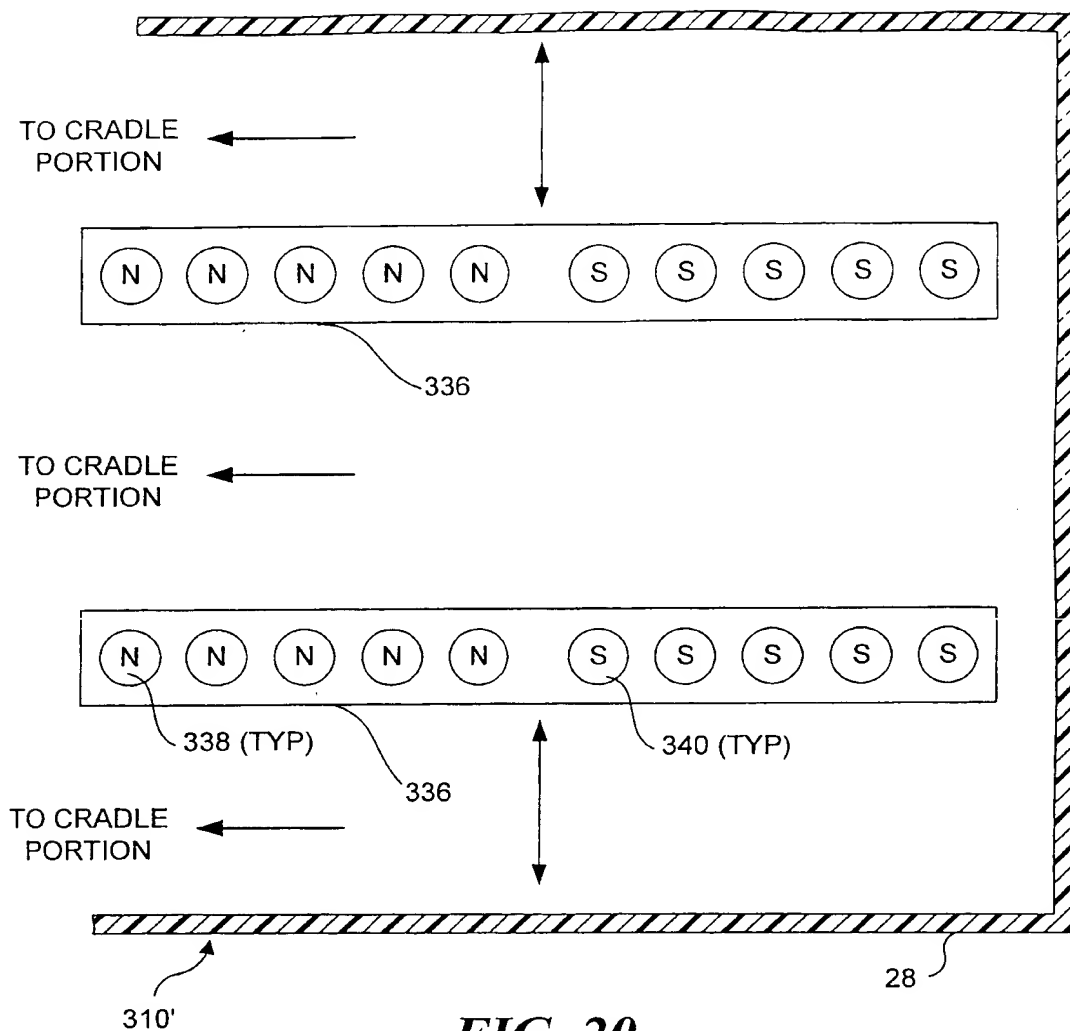 TO CRADLE
PORTION
N N N N N S S S S S
336
TO CRADLE
PORTION
N N N N N S S S S S
338 (TYP)
340 (TYP)
336
TO CRADLE
PORTION
28
310'
FIG. 20